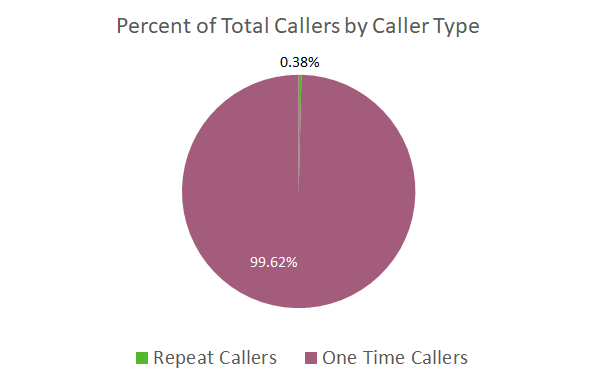 Percent of Total Callers by Caller Type
0.38%
99.62%
Repeat Callers
One Time Callers